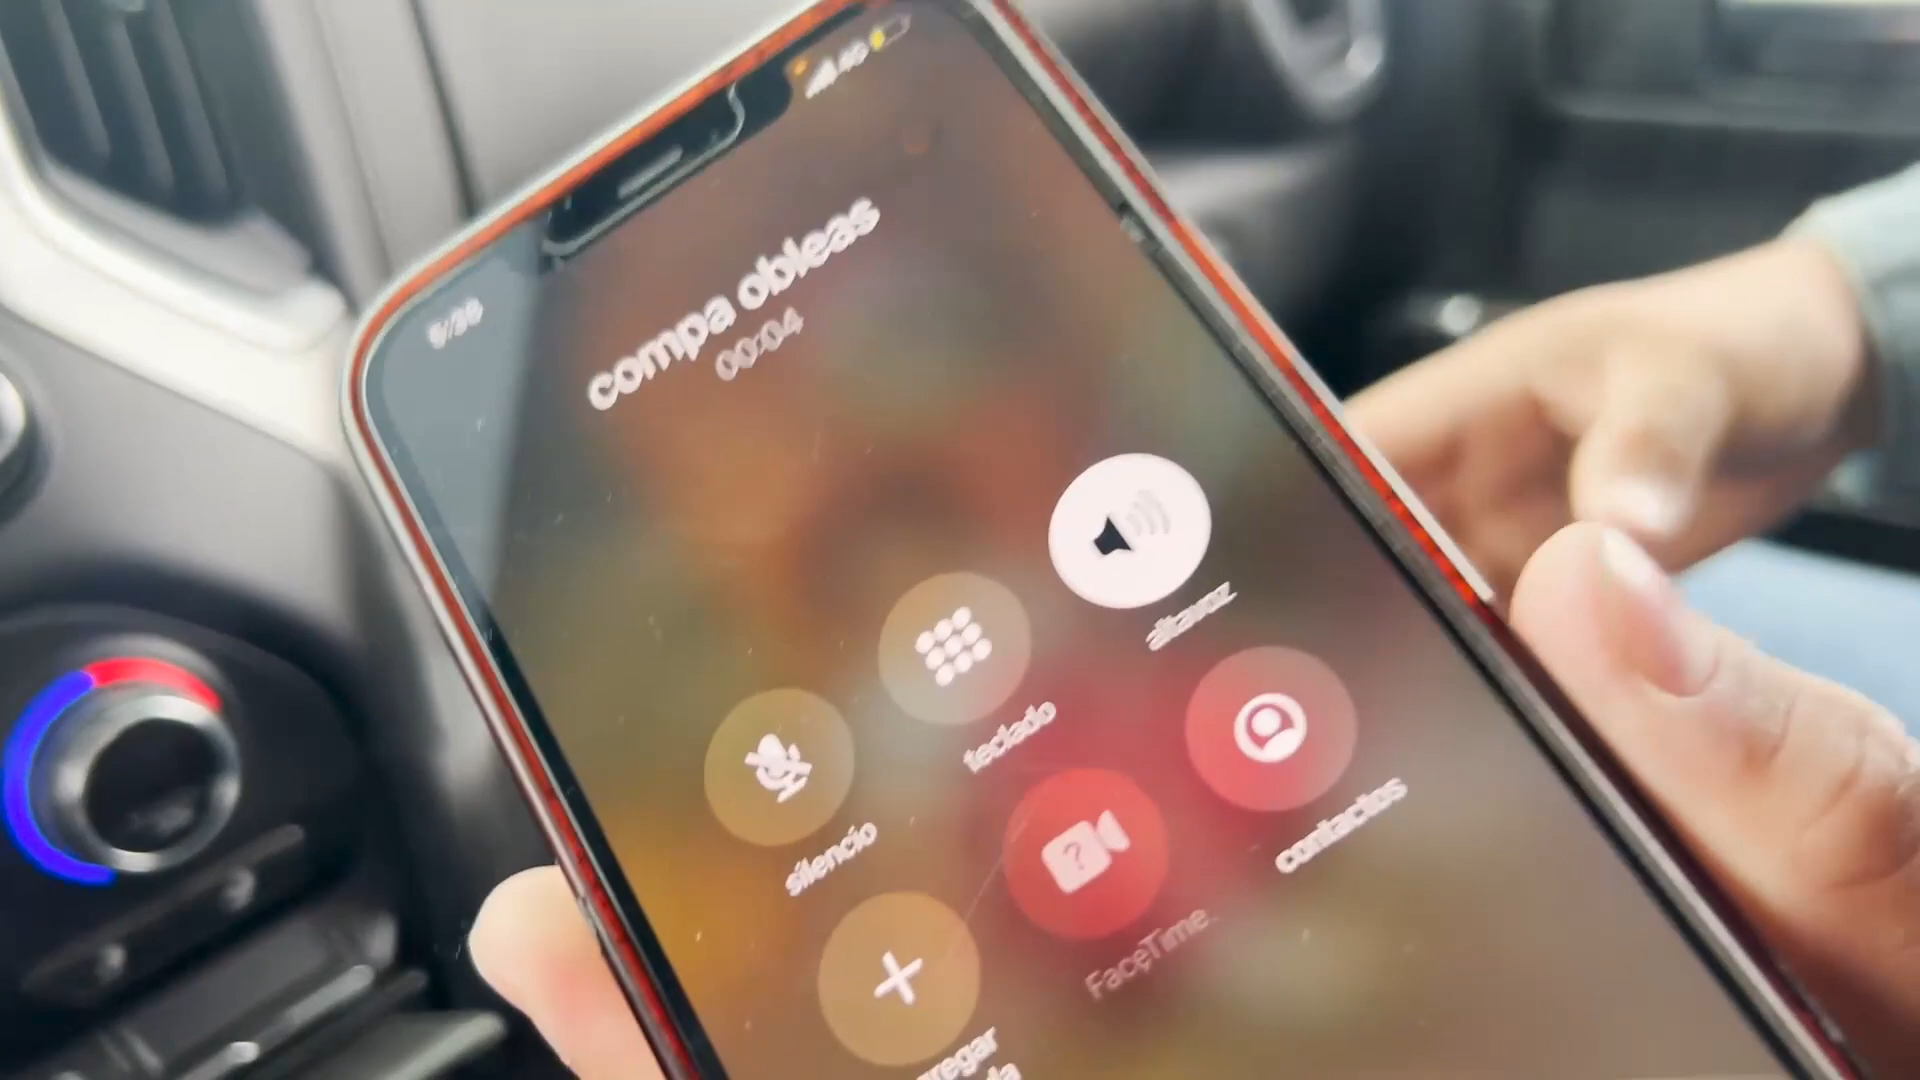 compa obleas
00:04
altavoz
teclado
silencio
contactos
FaceTime